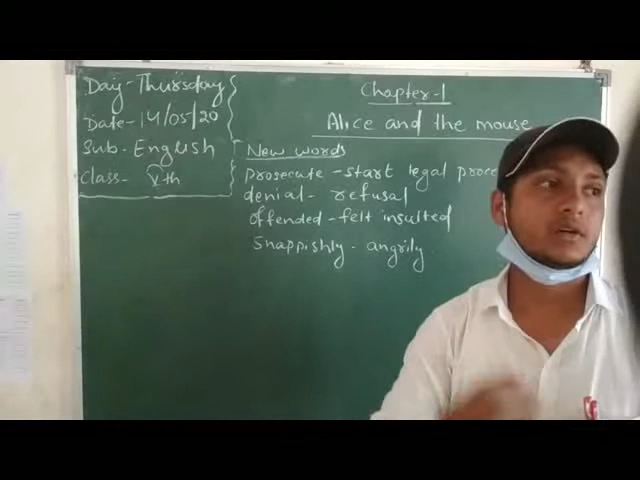 Day - Thursday
Date - 14/05/20
Sub - English
Class - Vth
Chapter-1
Alice and the mouse
New words
prosecute - start legal proce
denial - refusal
offended - felt insulted
Snappishly - angrily